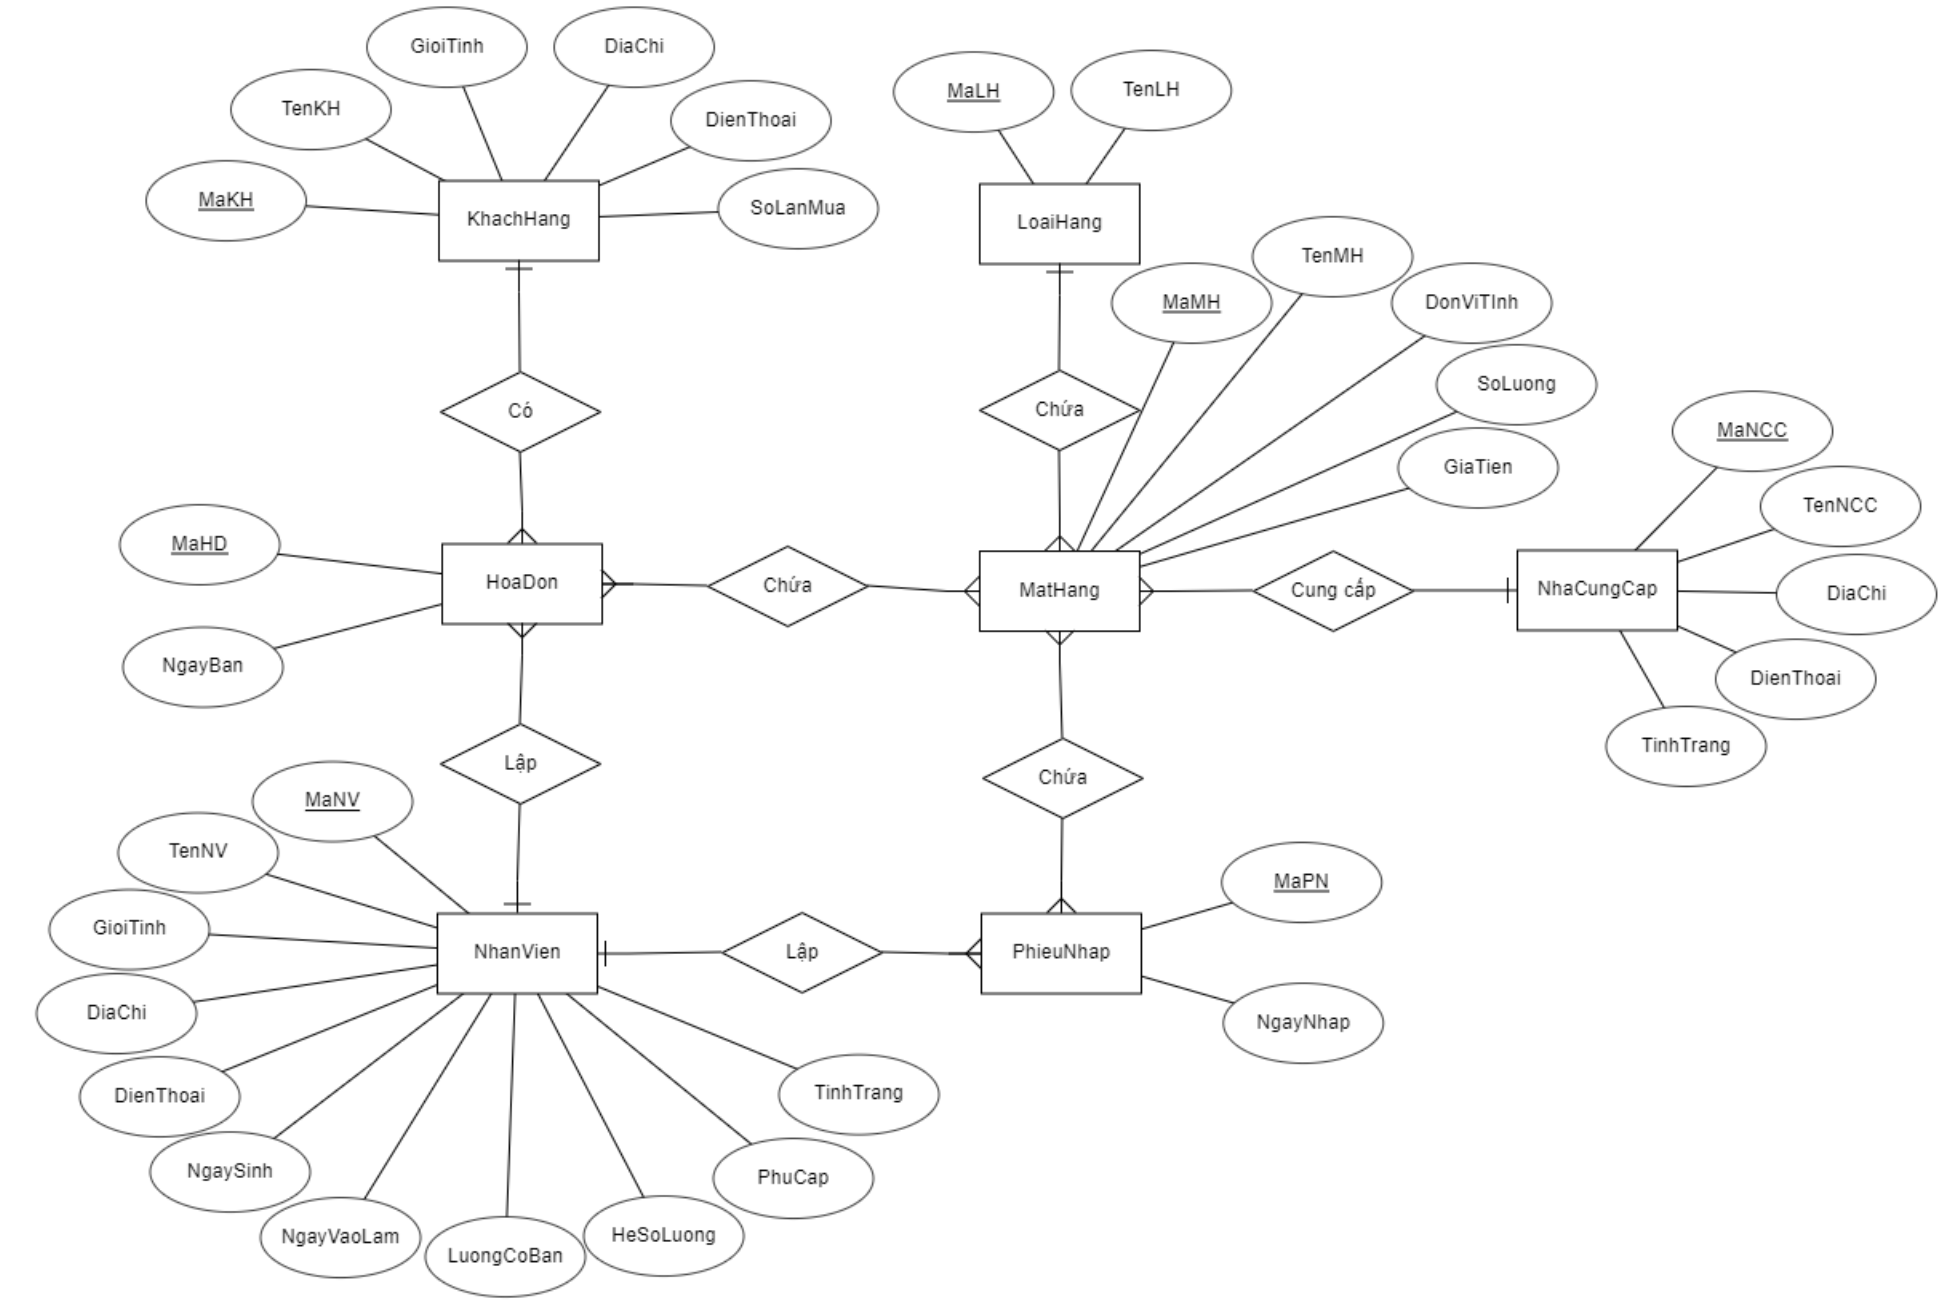 GioiTinh
DiaChi
TenKH
DienThoai
MaKH
KhachHang
SoLanMua
MaLH
TenLH
LoaiHang
TenMH
MaMH
DonViTInh
SoLuong
GiaTien
Có
Chứa
MaNCC
TenNCC
MaHD
HoaDon
Chứa
MatHang
Cung cấp
NhaCungCap
DiaChi
NgayBan
DienThoai
TinhTrang
Lập
Chứa
MaNV
TenNV
GioiTinh
NhanVien
Lập
PhieuNhap
MaPN
NgayNhap
DiaChi
DienThoai
NgaySinh
NgayVaoLam
LuongCoBan
HeSoLuong
PhuCap
TinhTrang